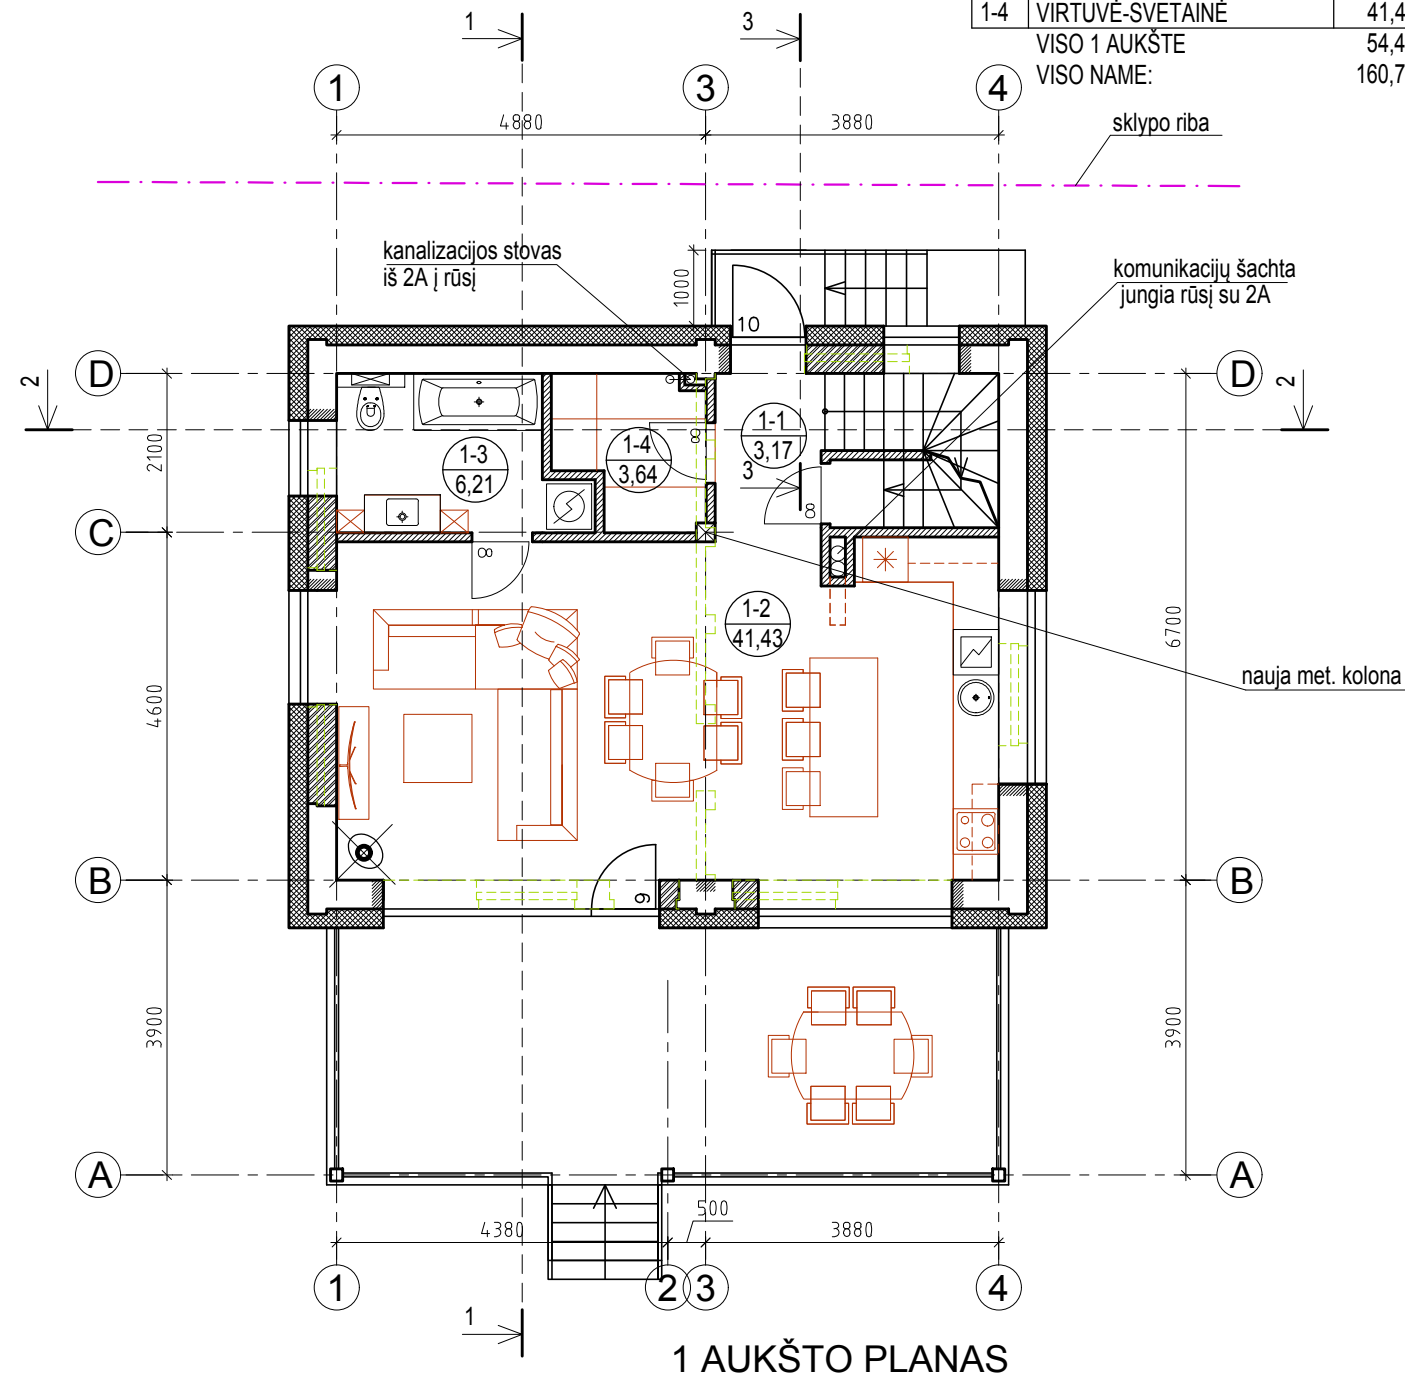 1-4 VIRTUVĖ-SVETAINĖ 41,4
VISO 1 AUKŠTE 54,4
VISO NAME: 160,7
1 3
1 3 4
4880 3880
sklypo riba
kanalizacijos stovas
iš 2A į rūsį
1000
komunikacijų šachta
jungia rūsį su 2A
10
D D
2 2
2100
1-1
3,17
1-3
6,21
1-4
3,64
8
3
8
C
8
1-2
41,43
6700
nauja met. kolona
4600
B B
9
3900 3900
A A
4380 500 3880
1 2 3 4
1
1 AUKŠTO PLANAS